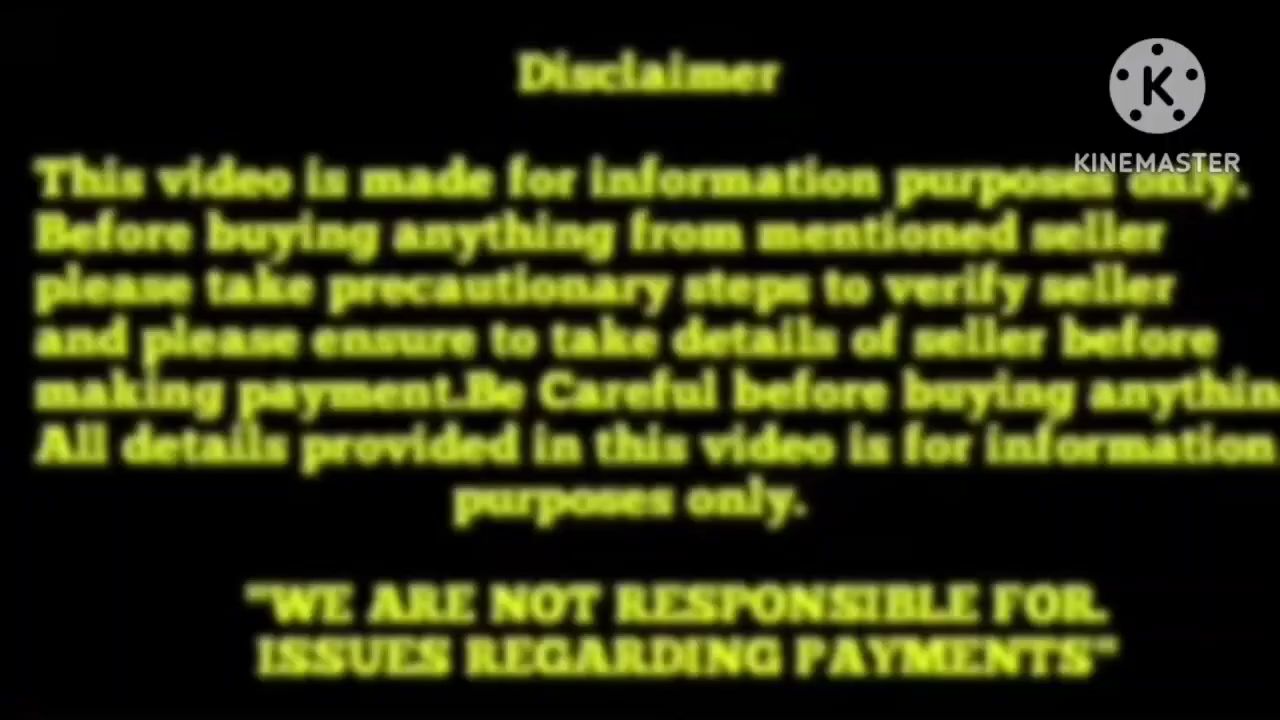 Disclaimer
K
KINEMASTER
This video is made for information purposes only.
Before buying anything from mentioned seller
please take precautionary steps to verify seller
and please ensure to take details of seller before
making payment.Be Careful before buying anythin
All details provided in this video is for information
purposes only.
"WE ARE NOT RESPONSIBLE FOR.
ISSUES REGARDING PAYMENTS"